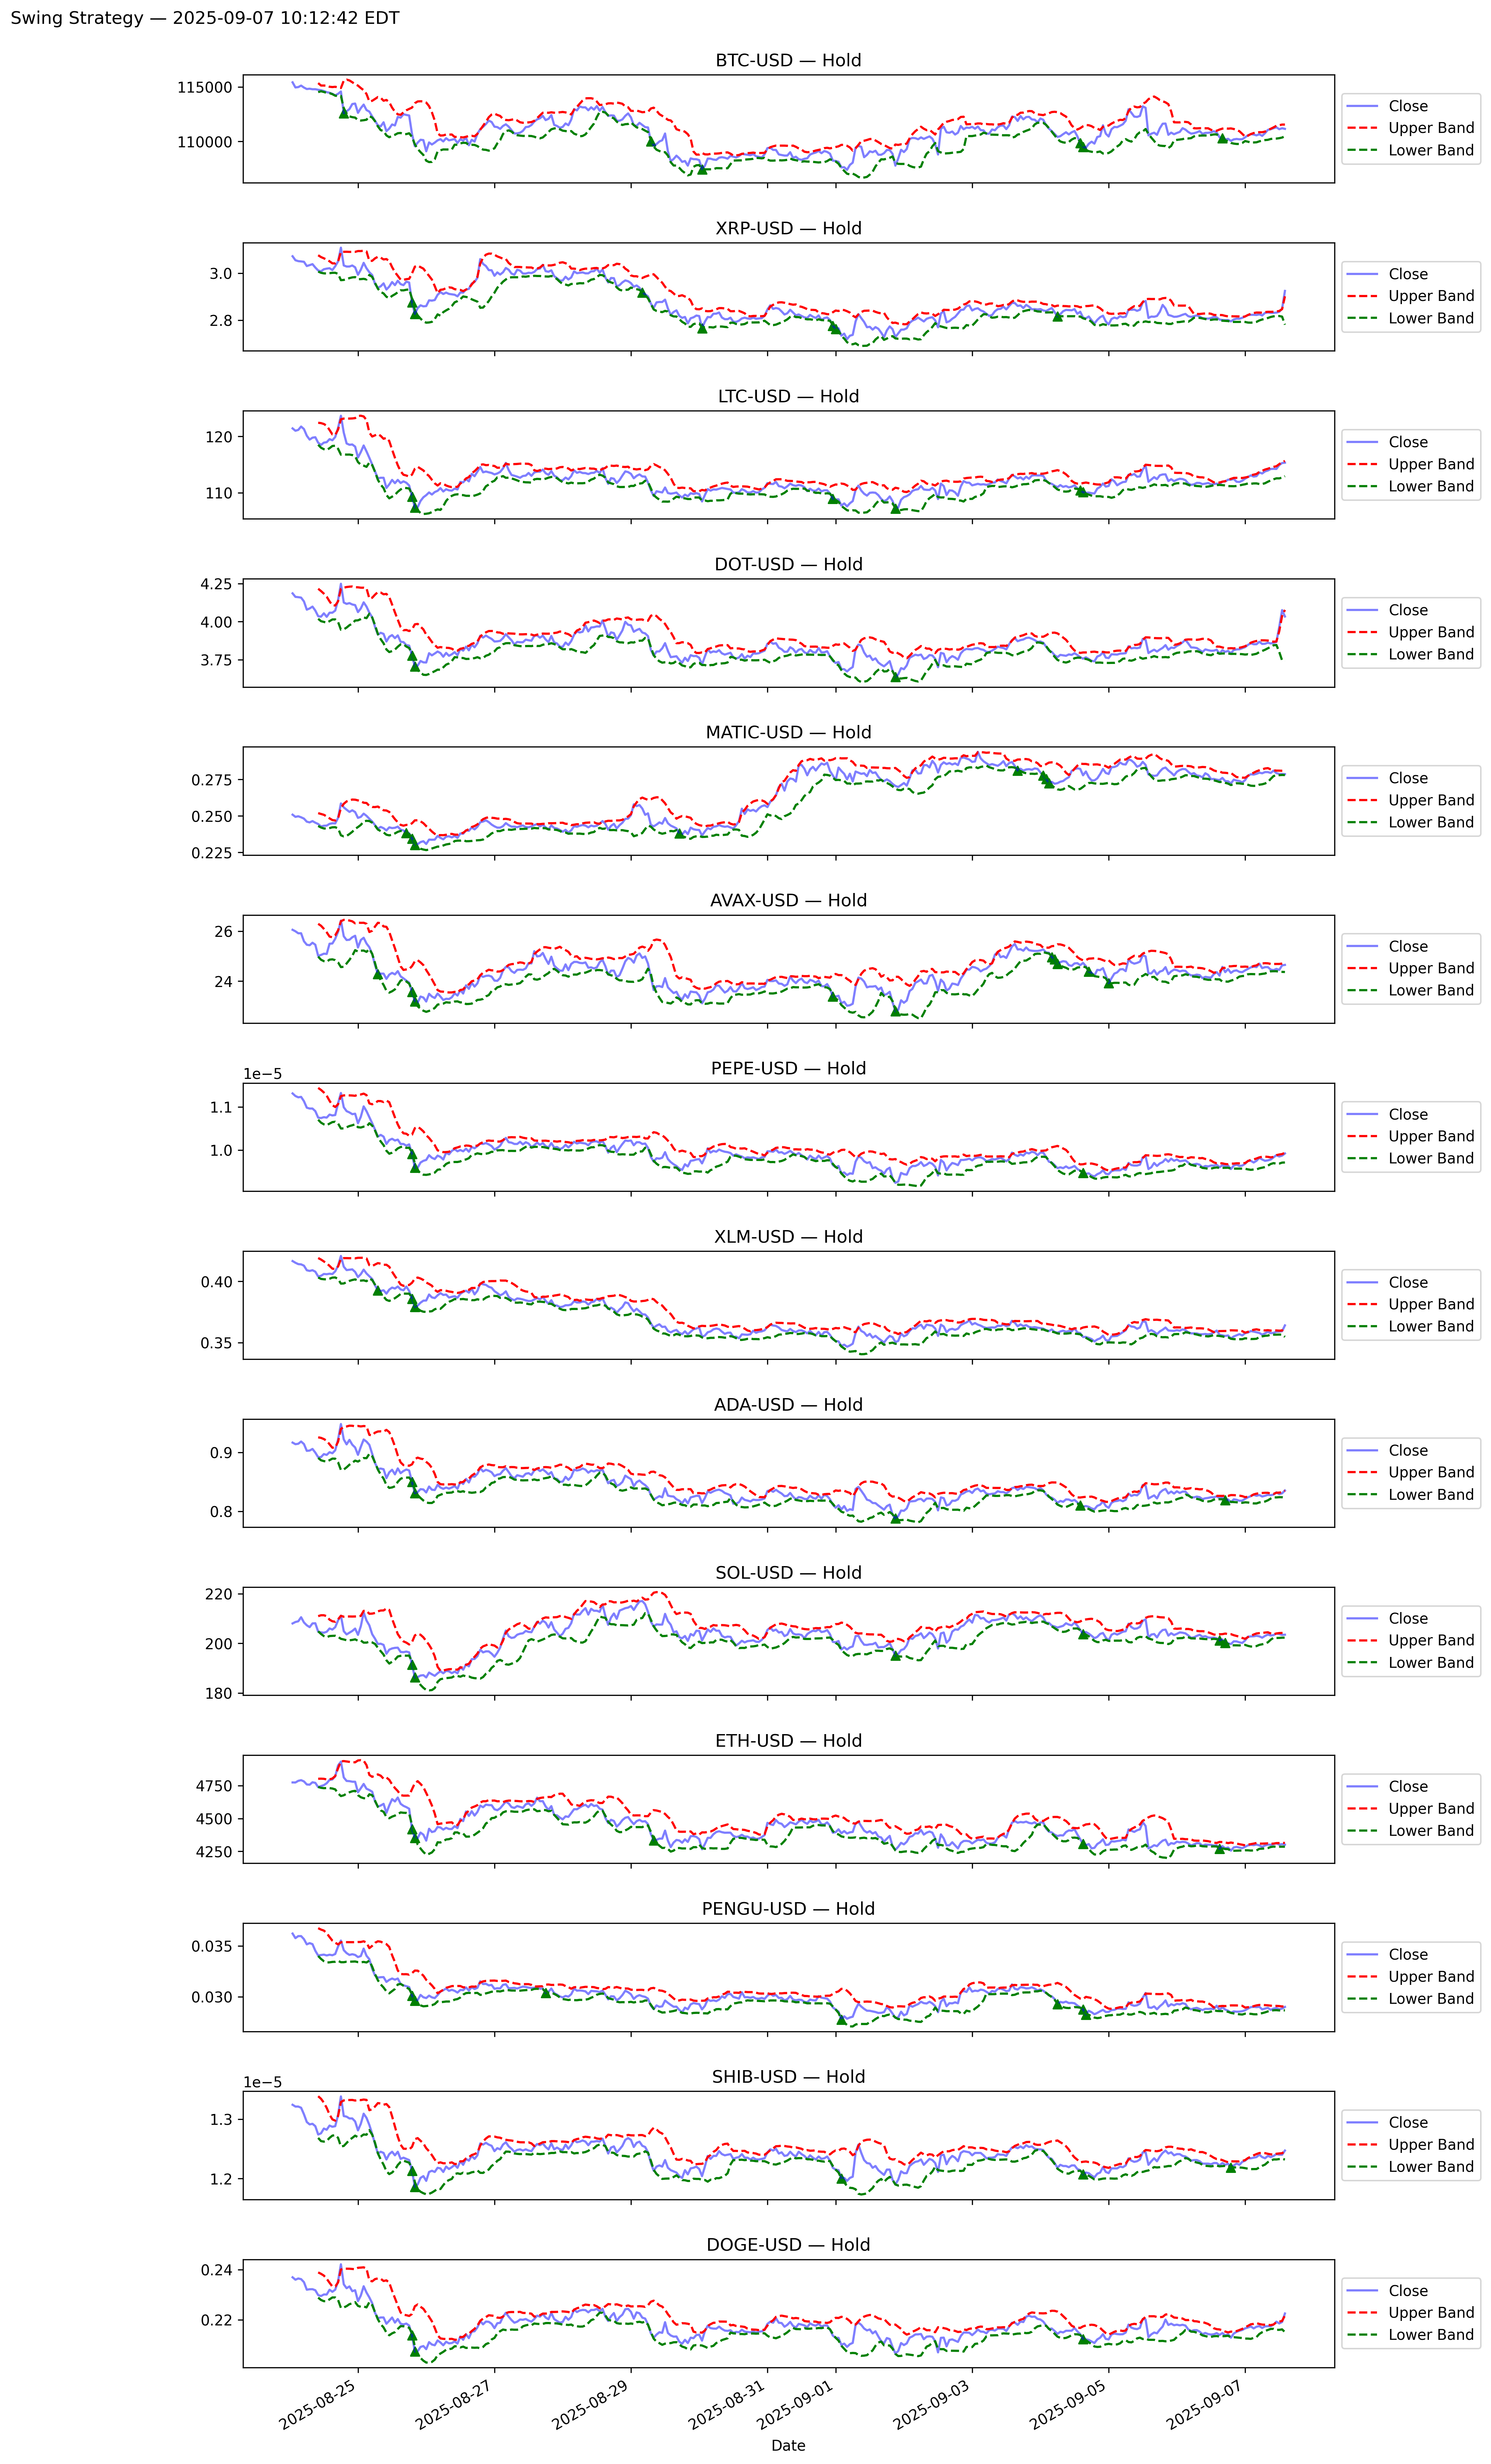 Swing Strategy — 2025-09-07 10:12:42 EDT
BTC-USD — Hold
115000
110000
Close
Upper Band
Lower Band
XRP-USD — Hold
3.0
2.8
Close
Upper Band
Lower Band
LTC-USD — Hold
120
110
Close
Upper Band
Lower Band
DOT-USD — Hold
4.25
4.00
3.75
Close
Upper Band
Lower Band
MATIC-USD — Hold
0.275
0.250
0.225
Close
Upper Band
Lower Band
AVAX-USD — Hold
26
24
Close
Upper Band
Lower Band
PEPE-USD — Hold
1e−5
1.1
1.0
Close
Upper Band
Lower Band
XLM-USD — Hold
0.40
0.35
Close
Upper Band
Lower Band
ADA-USD — Hold
0.9
0.8
Close
Upper Band
Lower Band
SOL-USD — Hold
220
200
180
Close
Upper Band
Lower Band
ETH-USD — Hold
4750
4500
4250
Close
Upper Band
Lower Band
PENGU-USD — Hold
0.035
0.030
Close
Upper Band
Lower Band
SHIB-USD — Hold
1e−5
1.3
1.2
Close
Upper Band
Lower Band
DOGE-USD — Hold
0.24
0.22
Close
Upper Band
Lower Band
2025-08-25
2025-08-27
2025-08-29
2025-08-31
2025-09-01
2025-09-03
2025-09-05
2025-09-07
Date